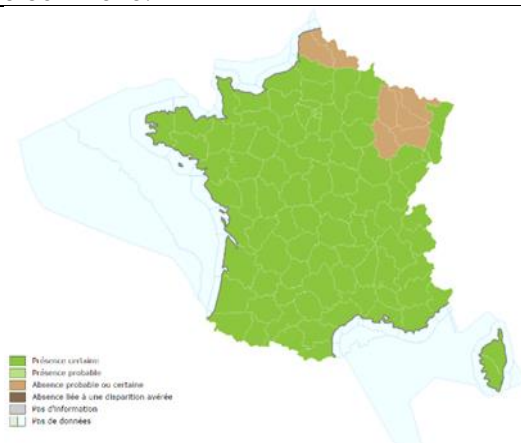 Présence certaine
Présence probable
Absence probable ou certaine
Absence liée à une disparition avérée
Pas d'information
Pas de données